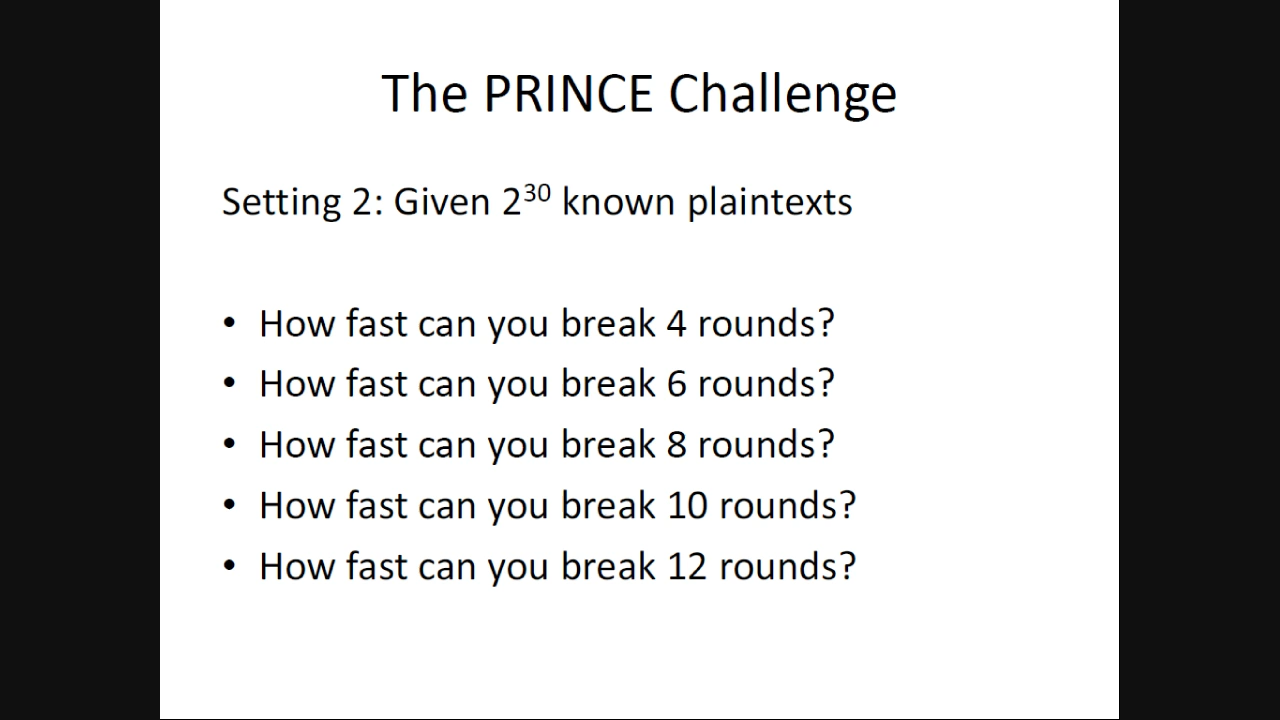 The PRINCE Challenge
Setting 2: Given 2³⁰ known plaintexts
• How fast can you break 4 rounds?
• How fast can you break 6 rounds?
• How fast can you break 8 rounds?
• How fast can you break 10 rounds?
• How fast can you break 12 rounds?